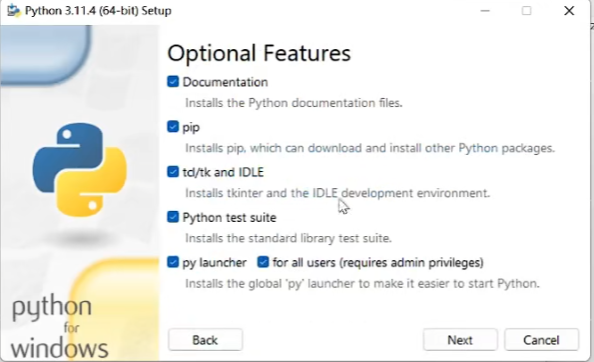 Python 3.11.4 (64-bit) Setup
Optional Features
Documentation
Installs the Python documentation files.
pip
Installs pip, which can download and install other Python packages.
td/tk and IDLE
Installs tkinter and the IDLE development environment.
Python test suite
Installs the standard library test suite.
py launcher for all users (requires admin privileges)
Installs the global 'py' launcher to make it easier to start Python.
python
for
windows
Back Next Cancel